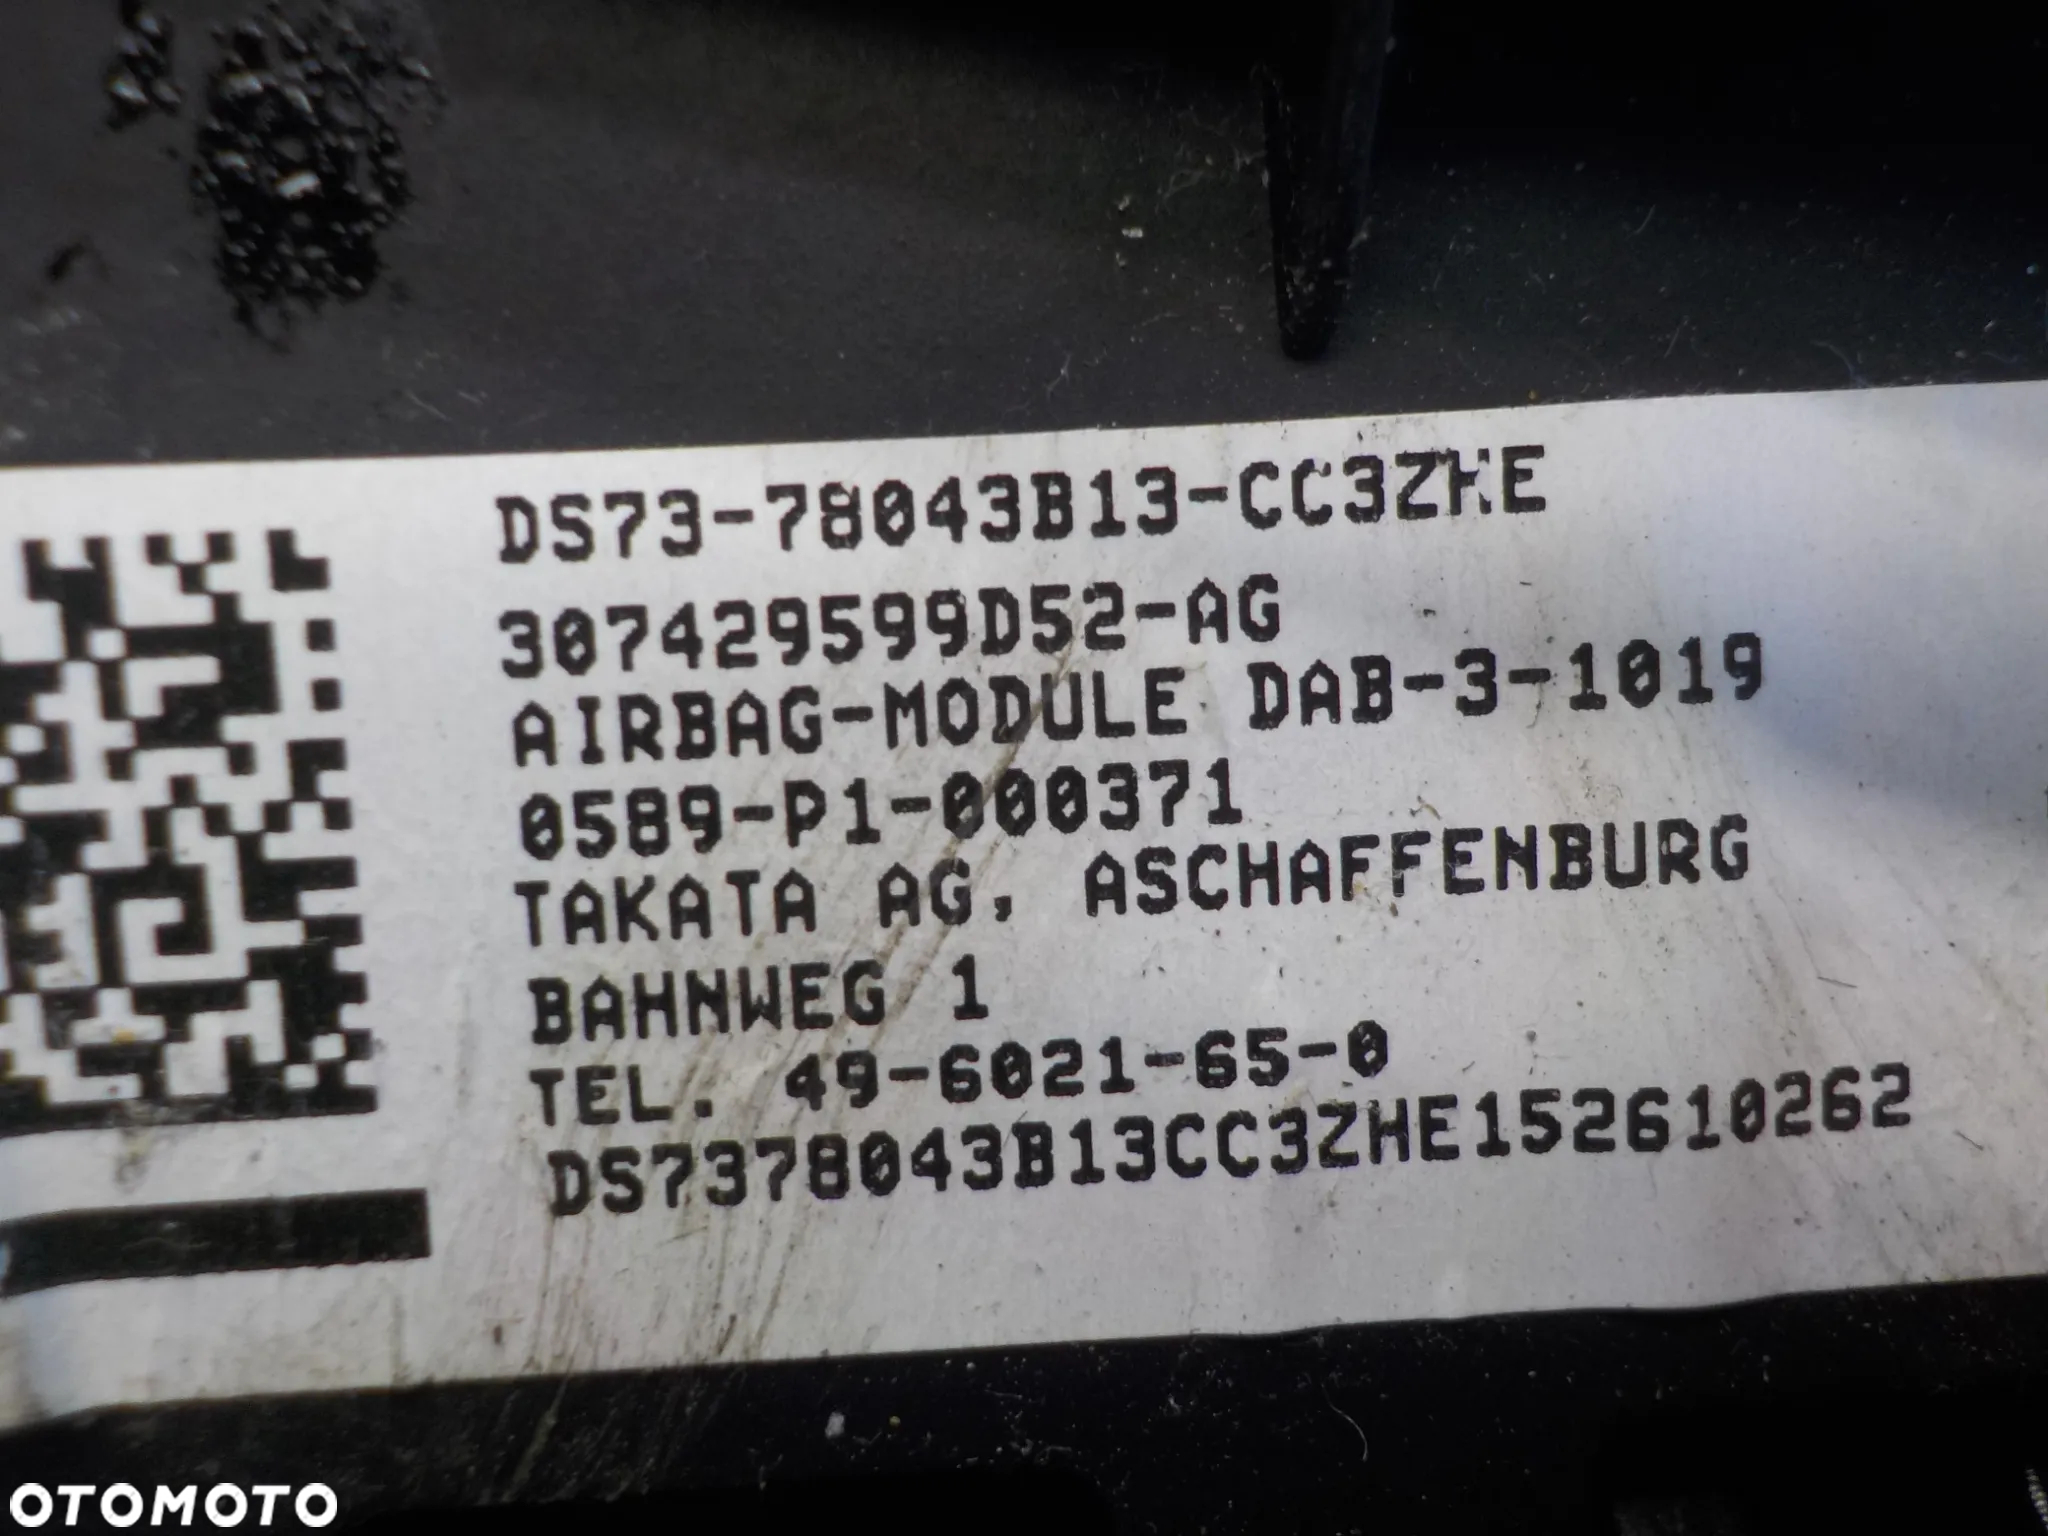 DS73-78043B13-CC3ZHE
307429599D52-AG
AIRBAG-MODULE DAB-3-1019
0589-P1-000371
TAKATA AG, ASCHAFFENBURG
BAHNWEG 1
TEL. 49-6021-65-0
DS7378043B13CC3ZHE152610262
OTOMOTO